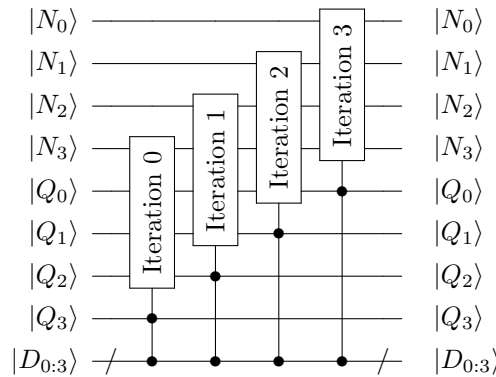 |N₀⟩ |N₀⟩
|N₁⟩ |N₁⟩
|N₂⟩ |N₂⟩
|N₃⟩ |N₃⟩
|Q₀⟩ |Q₀⟩
|Q₁⟩ |Q₁⟩
|Q₂⟩ |Q₂⟩
|Q₃⟩ |Q₃⟩
|D₀:₃⟩ |D₀:₃⟩
Iteration 0
Iteration 1
Iteration 2
Iteration 3